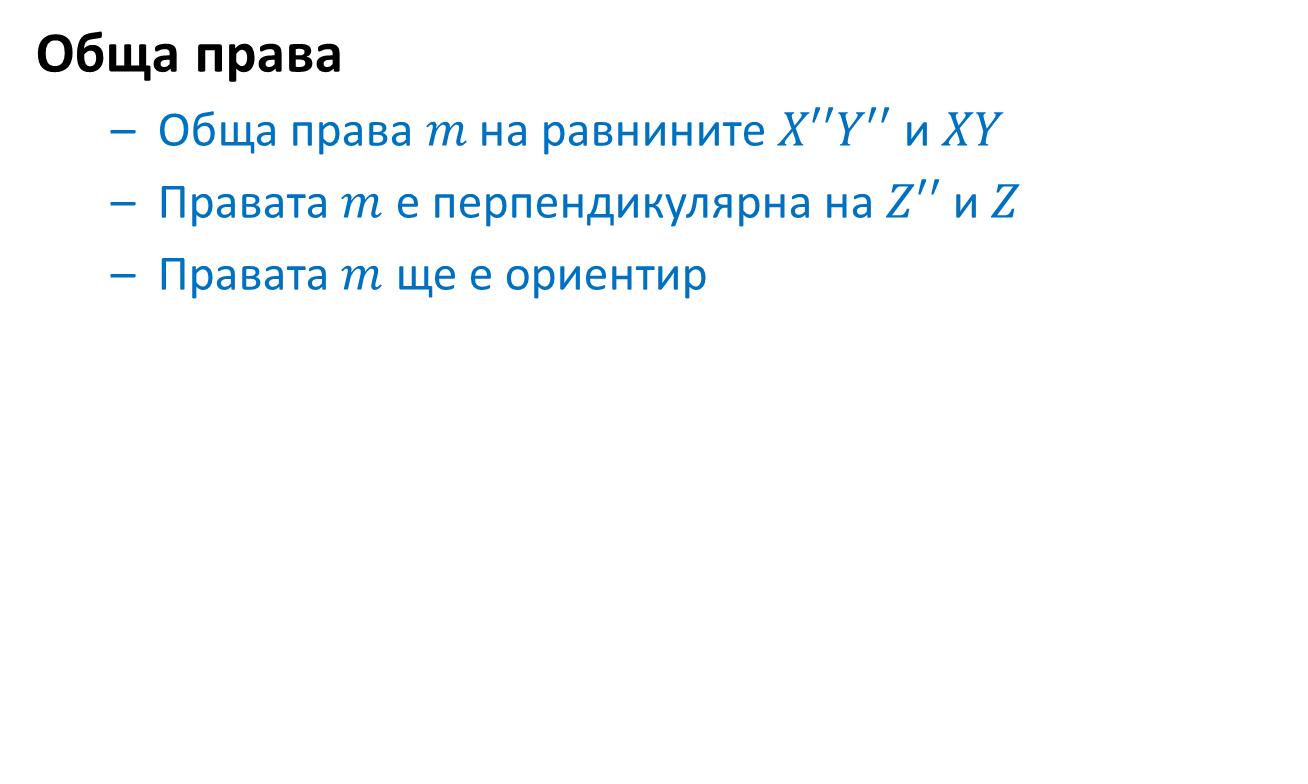 Обща права
– Обща права 𝑚 на равнините 𝑋′′𝑌′′ и 𝑋𝑌
– Правата 𝑚 е перпендикулярна на 𝑍′′ и 𝑍
– Правата 𝑚 ще е ориентир